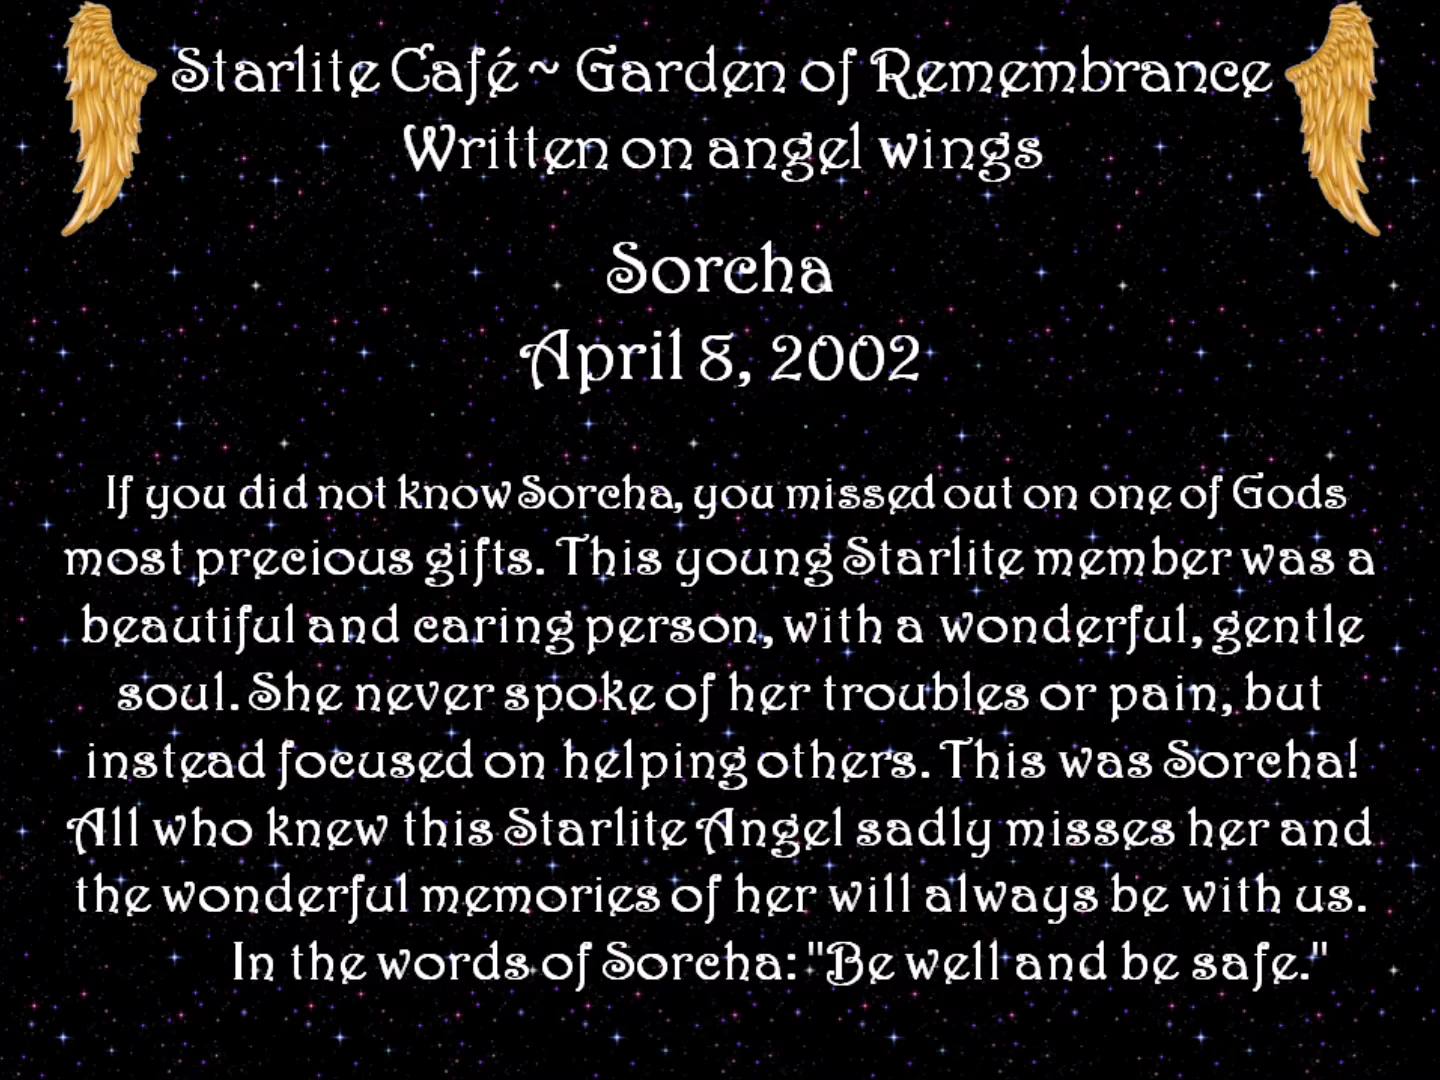 Starlite Café ~ Garden of Remembrance
Written on angel wings
Sorcha
April 8, 2002
If you did not know Sorcha, you missed out on one of Gods
most precious gifts. This young Starlite member was a
beautiful and caring person, with a wonderful, gentle
soul. She never spoke of her troubles or pain, but
instead focused on helping others. This was Sorcha!
All who knew this Starlite Angel sadly misses her and
the wonderful memories of her will always be with us.
In the words of Sorcha: "Be well and be safe."